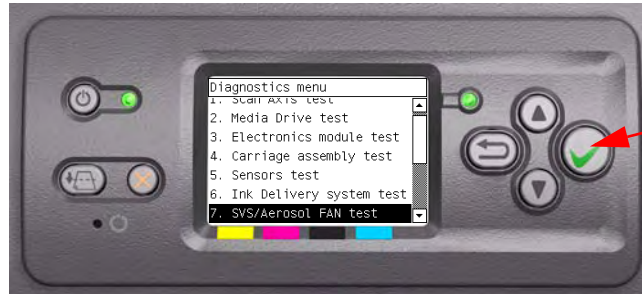 Diagnostics menu
1. Scan Axis test
2. Media Drive test
3. Electronics module test
4. Carriage assembly test
5. Sensors test
6. Ink Delivery system test
7. SVS/Aerosol FAN test